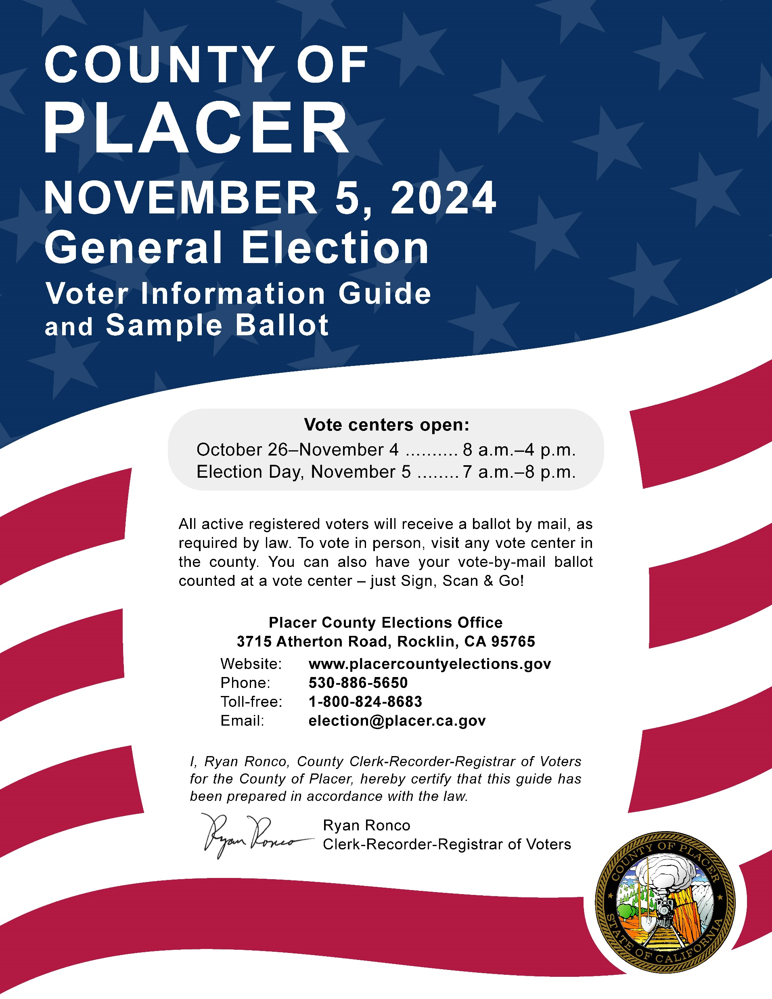 COUNTY OF
PLACER
NOVEMBER 5, 2024
General Election
Voter Information Guide
and Sample Ballot
Vote centers open:
October 26–November 4 .......... 8 a.m.–4 p.m.
Election Day, November 5 ........ 7 a.m.–8 p.m.
All active registered voters will receive a ballot by mail, as
required by law. To vote in person, visit any vote center in
the county. You can also have your vote-by-mail ballot
counted at a vote center – just Sign, Scan & Go!
Placer County Elections Office
3715 Atherton Road, Rocklin, CA 95765
Website: www.placercountyelections.gov
Phone: 530-886-5650
Toll-free: 1-800-824-8683
Email: election@placer.ca.gov
I, Ryan Ronco, County Clerk-Recorder-Registrar of Voters
for the County of Placer, hereby certify that this guide has
been prepared in accordance with the law.
Ryan Ronco
Ryan Ronco
Clerk-Recorder-Registrar of Voters
COUNTY OF PLACER
STATE OF CALIFORNIA